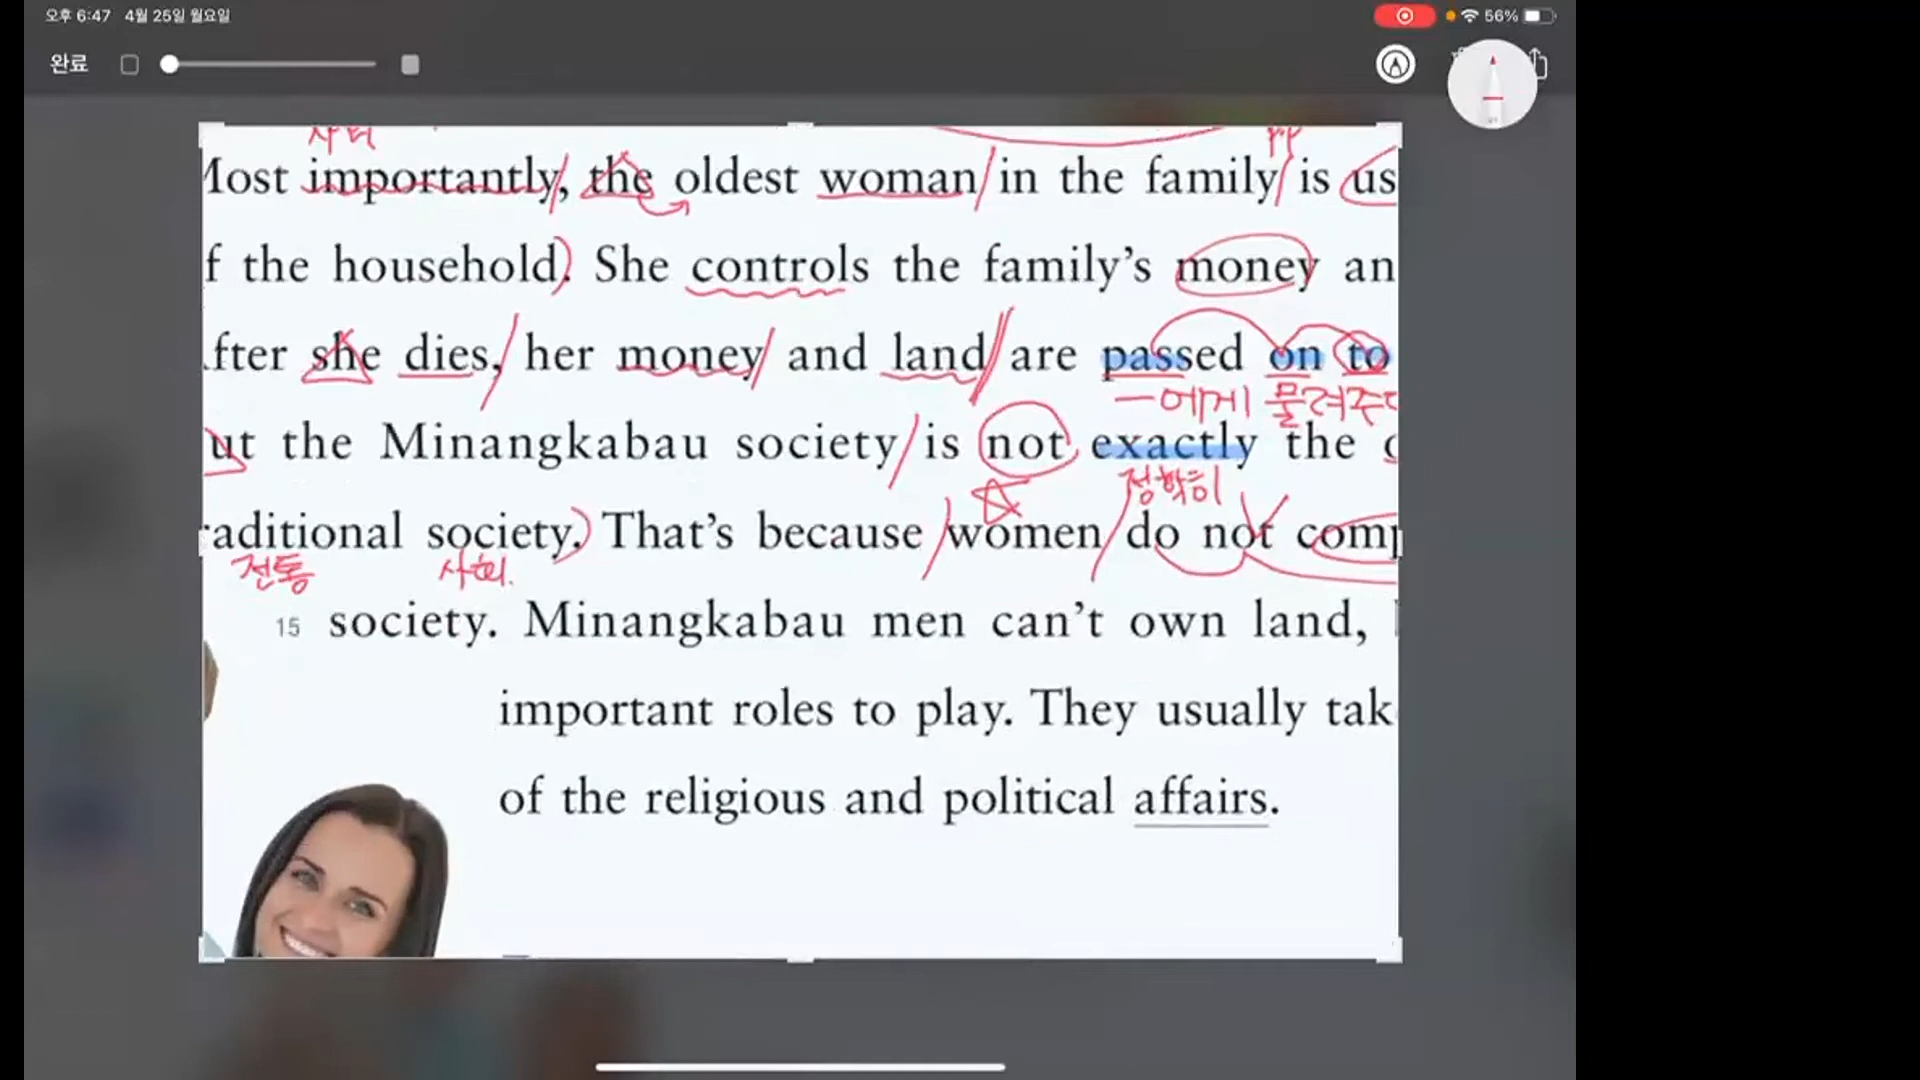 오후 6:47 4월 25일 월요일
56%
완료
Most importantly, the oldest woman in the family is us
f the household. She controls the family's money an
fter she dies, her money and land are passed on to
–에게 물려주다
ut the Minangkabau society is not exactly the
정확히
raditional society. That's because women do not comp
전통 사회.
15 society. Minangkabau men can't own land,
important roles to play. They usually tak
of the religious and political affairs.